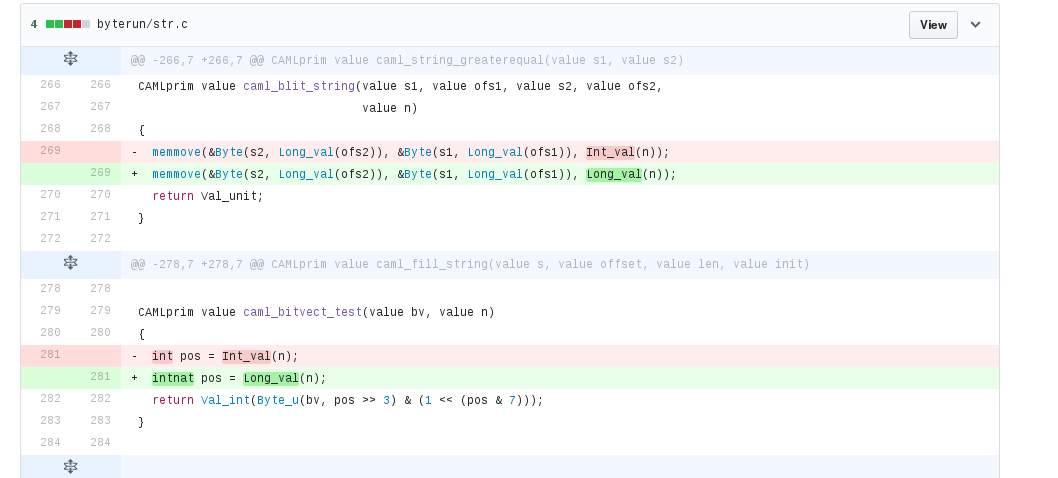 4 byterun/str.c View
@@ -266,7 +266,7 @@ CAMLprim value caml_string_greaterequal(value s1, value s2)
266 266 CAMLprim value caml_blit_string(value s1, value ofs1, value s2, value ofs2,
267 267 value n)
268 268 {
269 - memmove(&Byte(s2, Long_val(ofs2)), &Byte(s1, Long_val(ofs1)), Int_val(n));
269 + memmove(&Byte(s2, Long_val(ofs2)), &Byte(s1, Long_val(ofs1)), Long_val(n));
270 270 return Val_unit;
271 271 }
272 272
@@ -278,7 +278,7 @@ CAMLprim value caml_fill_string(value s, value offset, value len, value init)
278 278
279 279 CAMLprim value caml_bitvect_test(value bv, value n)
280 280 {
281 - int pos = Int_val(n);
281 + intnat pos = Long_val(n);
282 282 return Val_int(Byte_u(bv, pos >> 3) & (1 << (pos & 7)));
283 283 }
284 284